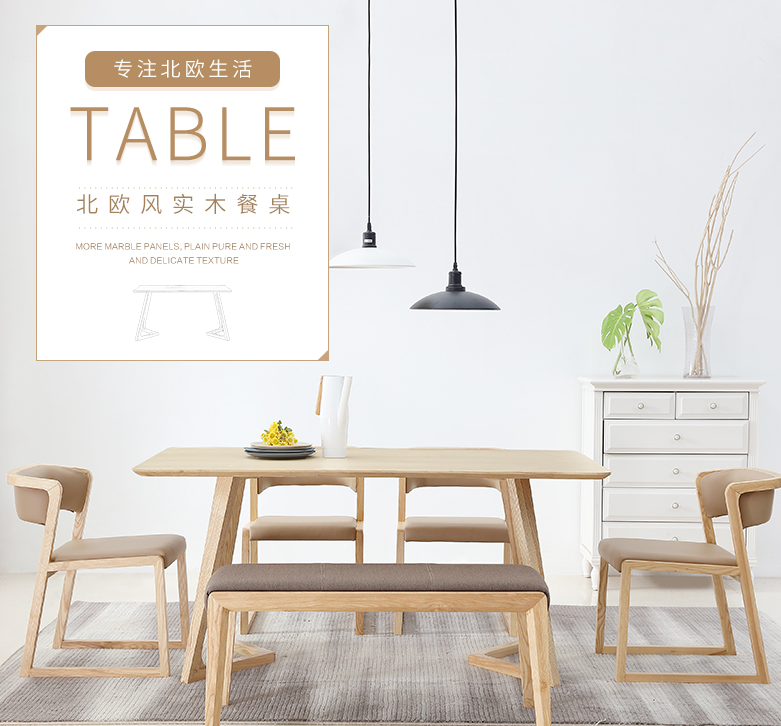 专注北欧生活
TABLE
北欧风实木餐桌
MORE MARBLE PANELS, PLAIN PURE AND FRESH
AND DELICATE TEXTURE